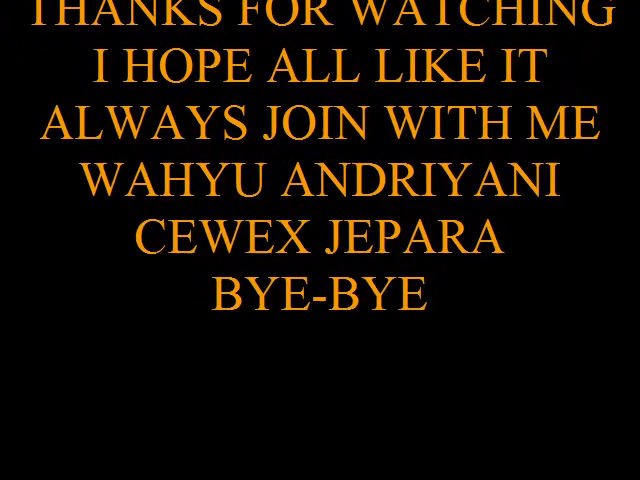 THANKS FOR WATCHING
I HOPE ALL LIKE IT
ALWAYS JOIN WITH ME
WAHYU ANDRIYANI
CEWEX JEPARA
BYE-BYE